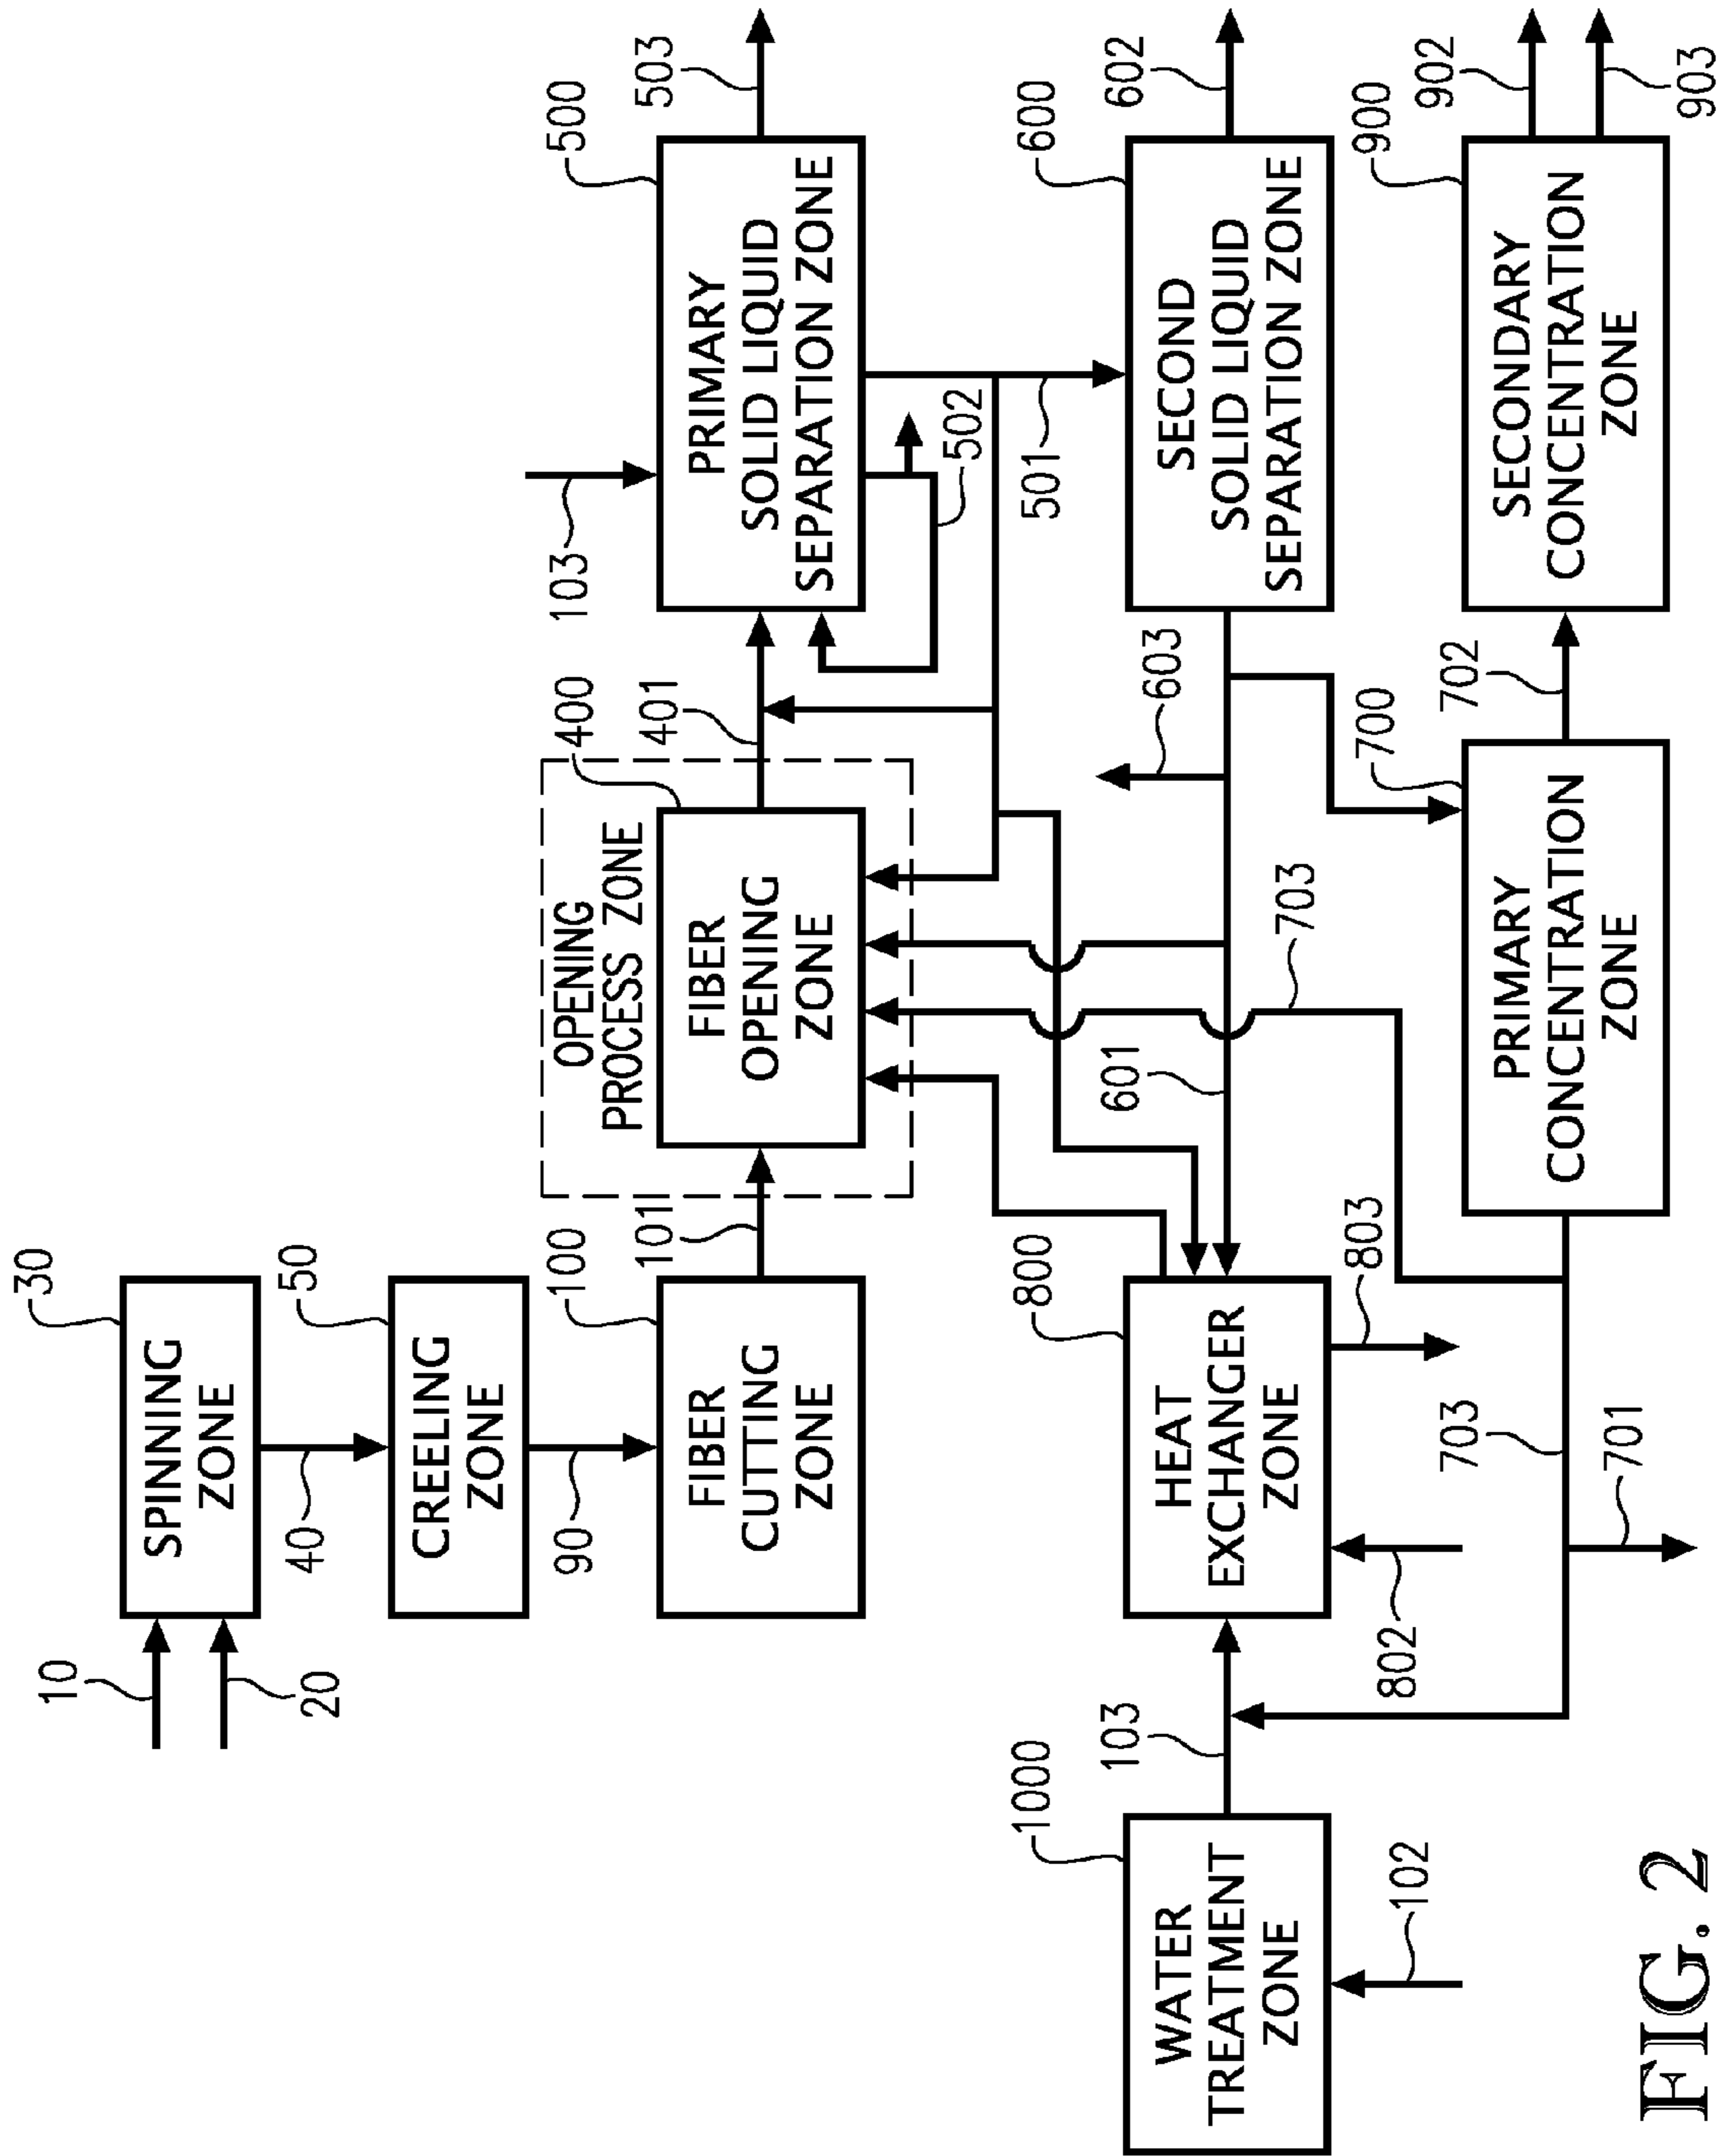 10
20
30
SPINNING
ZONE
40
50
CREELING
ZONE
90
100
FIBER
CUTTING
ZONE
101
OPENING
PROCESS ZONE
400
FIBER
OPENING
ZONE
401
103
500
PRIMARY
SOLID LIQUID
SEPARATION ZONE
503
502
501
600
SECOND
SOLID LIQUID
SEPARATION ZONE
602
603
601
703
1000
WATER
TREATMENT
ZONE
102
103
800
HEAT
EXCHANGER
ZONE
802
803
703
701
700
PRIMARY
CONCENTRATION
ZONE
702
900
SECONDARY
CONCENTRATION
ZONE
902
903
FIG. 2